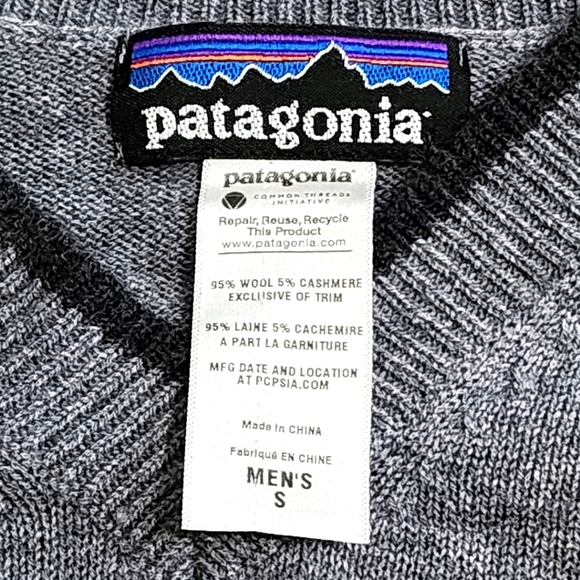 patagonia
patagonia
COMMON THREADS
INITIATIVE
Repair, Reuse, Recycle
This Product
www.patagonia.com
95% WOOL 5% CASHMERE
EXCLUSIVE OF TRIM
95% LAINE 5% CACHEMIRE
A PART LA GARNITURE
MFG DATE AND LOCATION
AT PCPSIA.COM
Made in CHINA
Fabriqué EN CHINE
MEN'S
S